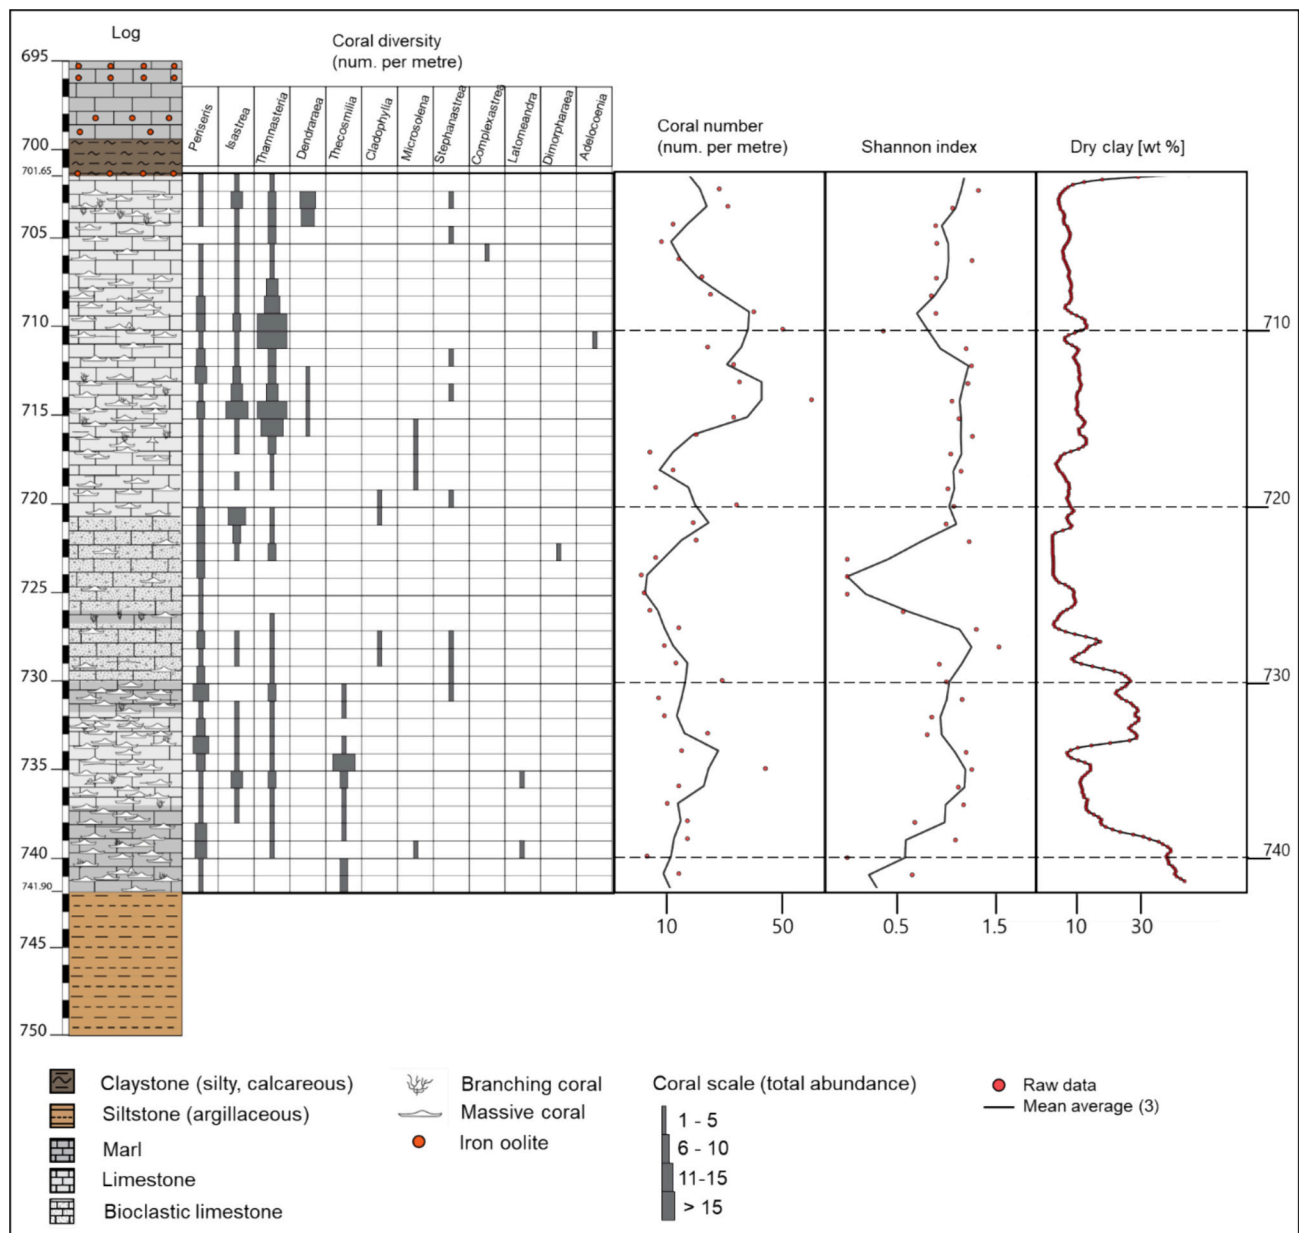 Log
Coral diversity
(num. per metre)
Periseris
Isastrea
Thamnasteria
Dendraraea
Thecosmilia
Cladophylia
Microsolena
Stephanastrea
Complexastrea
Latomeandra
Dimorpharaea
Adelocoenia
Coral number
(num. per metre)
Shannon index
Dry clay [wt %]
695
700
701.65
705
710
715
720
725
730
735
740
741.90
745
750
710
720
730
740
10 50
0.5 1.5
10 30
Claystone (silty, calcareous)
Siltstone (argillaceous)
Marl
Limestone
Bioclastic limestone
Branching coral
Massive coral
Iron oolite
Coral scale (total abundance)
1 - 5
6 - 10
11-15
> 15
Raw data
Mean average (3)